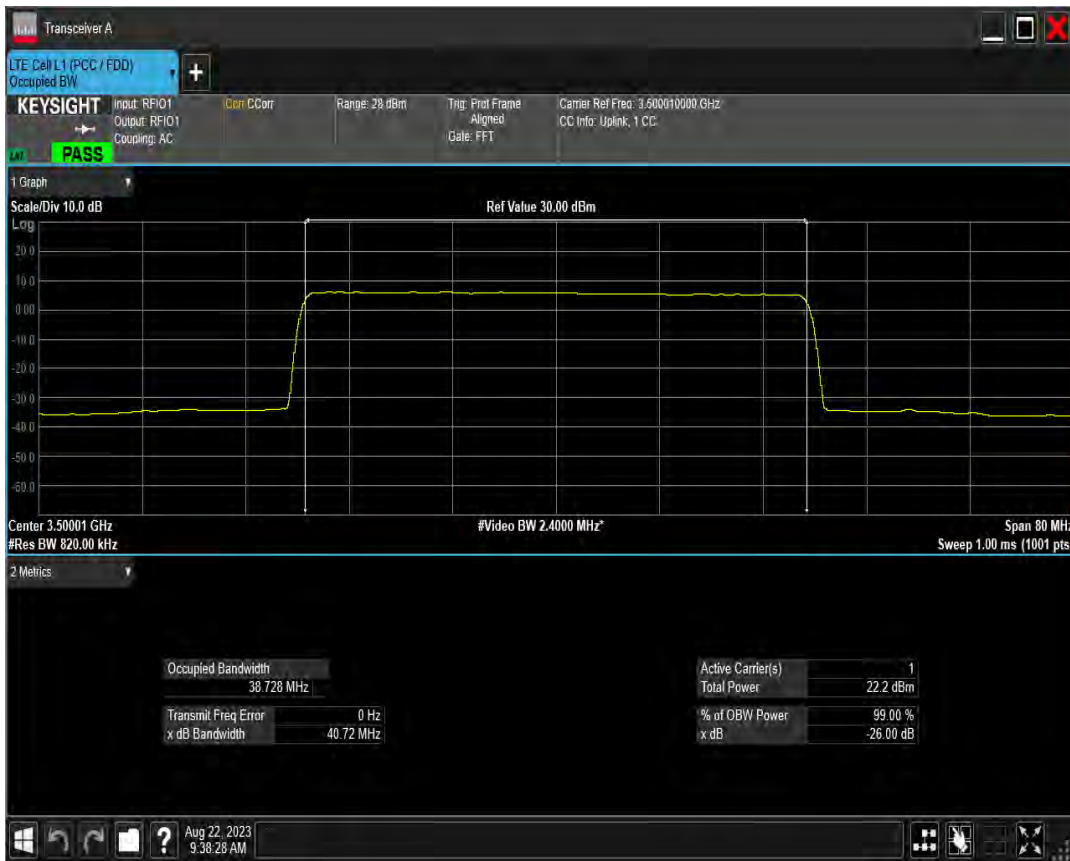 Transceiver A
LTE Cell L1 (PCC / FDD)
Occupied BW
+
KEYSIGHT
PASS
Input: RFIO1
Output: RFIO1
Coupling: AC
Corr CCorr
Range: 28 dBm
Trig: Prot Frame
Aligned
Gate: FFT
Carrier Ref Freq: 3.500010000 GHz
CC Info: Uplink, 1 CC
1 Graph
Scale/Div 10.0 dB
Ref Value 30.00 dBm
Log
20.0
10.0
0.00
-10.0
-20.0
-30.0
-40.0
-50.0
-60.0
Center 3.50001 GHz
#Video BW 2.4000 MHz*
Span 80 MHz
#Res BW 820.00 kHz
Sweep 1.00 ms (1001 pts
2 Metrics
Occupied Bandwidth
38.728 MHz
Transmit Freq Error 0 Hz
x dB Bandwidth 40.72 MHz
Active Carrier(s) 1
Total Power 22.2 dBm
% of OBW Power 99.00 %
x dB -26.00 dB
?
Aug 22, 2023
9:38:28 AM